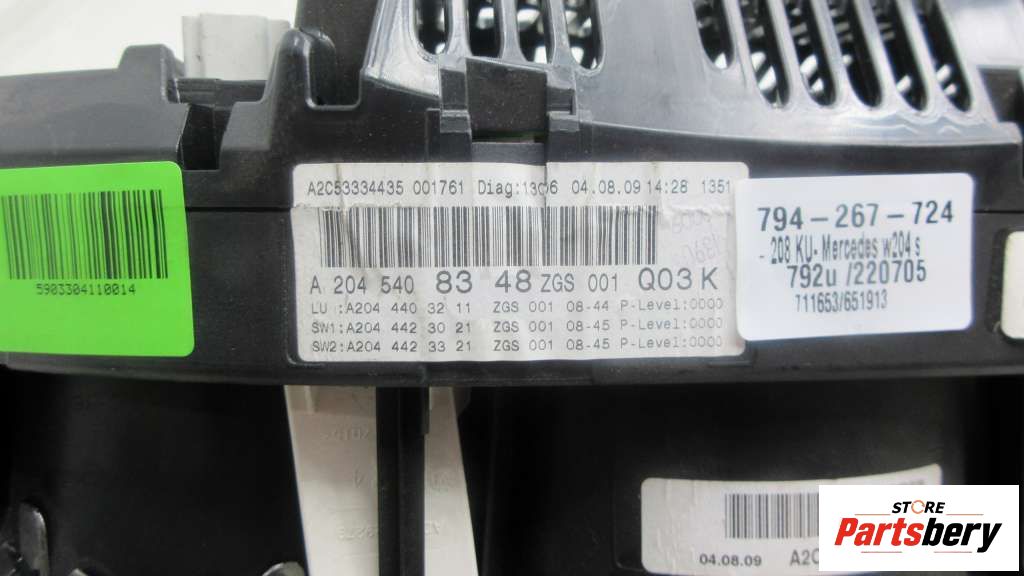 A2C53334435 001761 Diag:1306 04.08.09 14:28 1351
A 204 540 83 48 ZGS 001 Q03 K
LU :A204 440 32 11 ZGS 001 08-44 P-Level:0000
SW1:A204 442 30 21 ZGS 001 08-45 P-Level:0000
SW2:A204 442 33 21 ZGS 001 08-45 P-Level:0000
5903304110014
794-267-724
- 208 KU- Mercedes w204 s
792u /220705
711653/651913
04.08.09 A2C
STORE
Partsbery